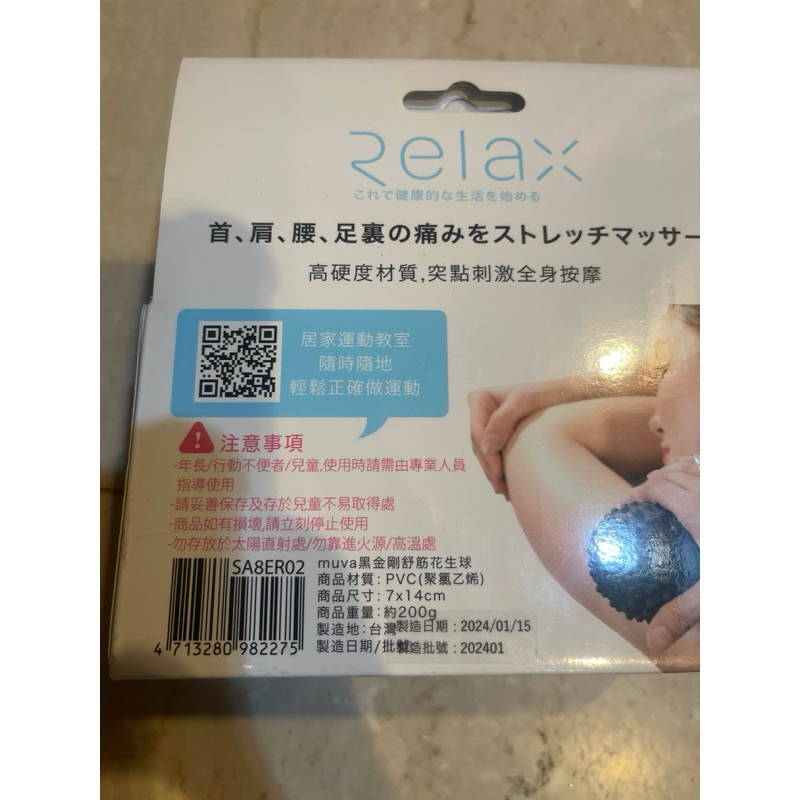 Relax
これで健康的な生活を始める
首、肩、腰、足裏の痛みをストレッチマッサー
高硬度材質,突點刺激全身按摩
居家運動教室
隨時隨地
輕鬆正確做運動
注意事項
-年長/行動不便者/兒童,使用時請需由專業人員
指導使用
-請妥善保存及存於兒童不易取得處
-商品如有損壞,請立刻停止使用
-勿存放於太陽直射處/勿靠進火源/高溫處
SA8ER02
4 713280 982275
muva黑金剛舒筋花生球
商品材質:PVC(聚氯乙烯)
商品尺寸:7x14cm
商品重量:約200g
製造地:台灣
製造日期:2024/01/15
製造日期/批號
製造批號:202401